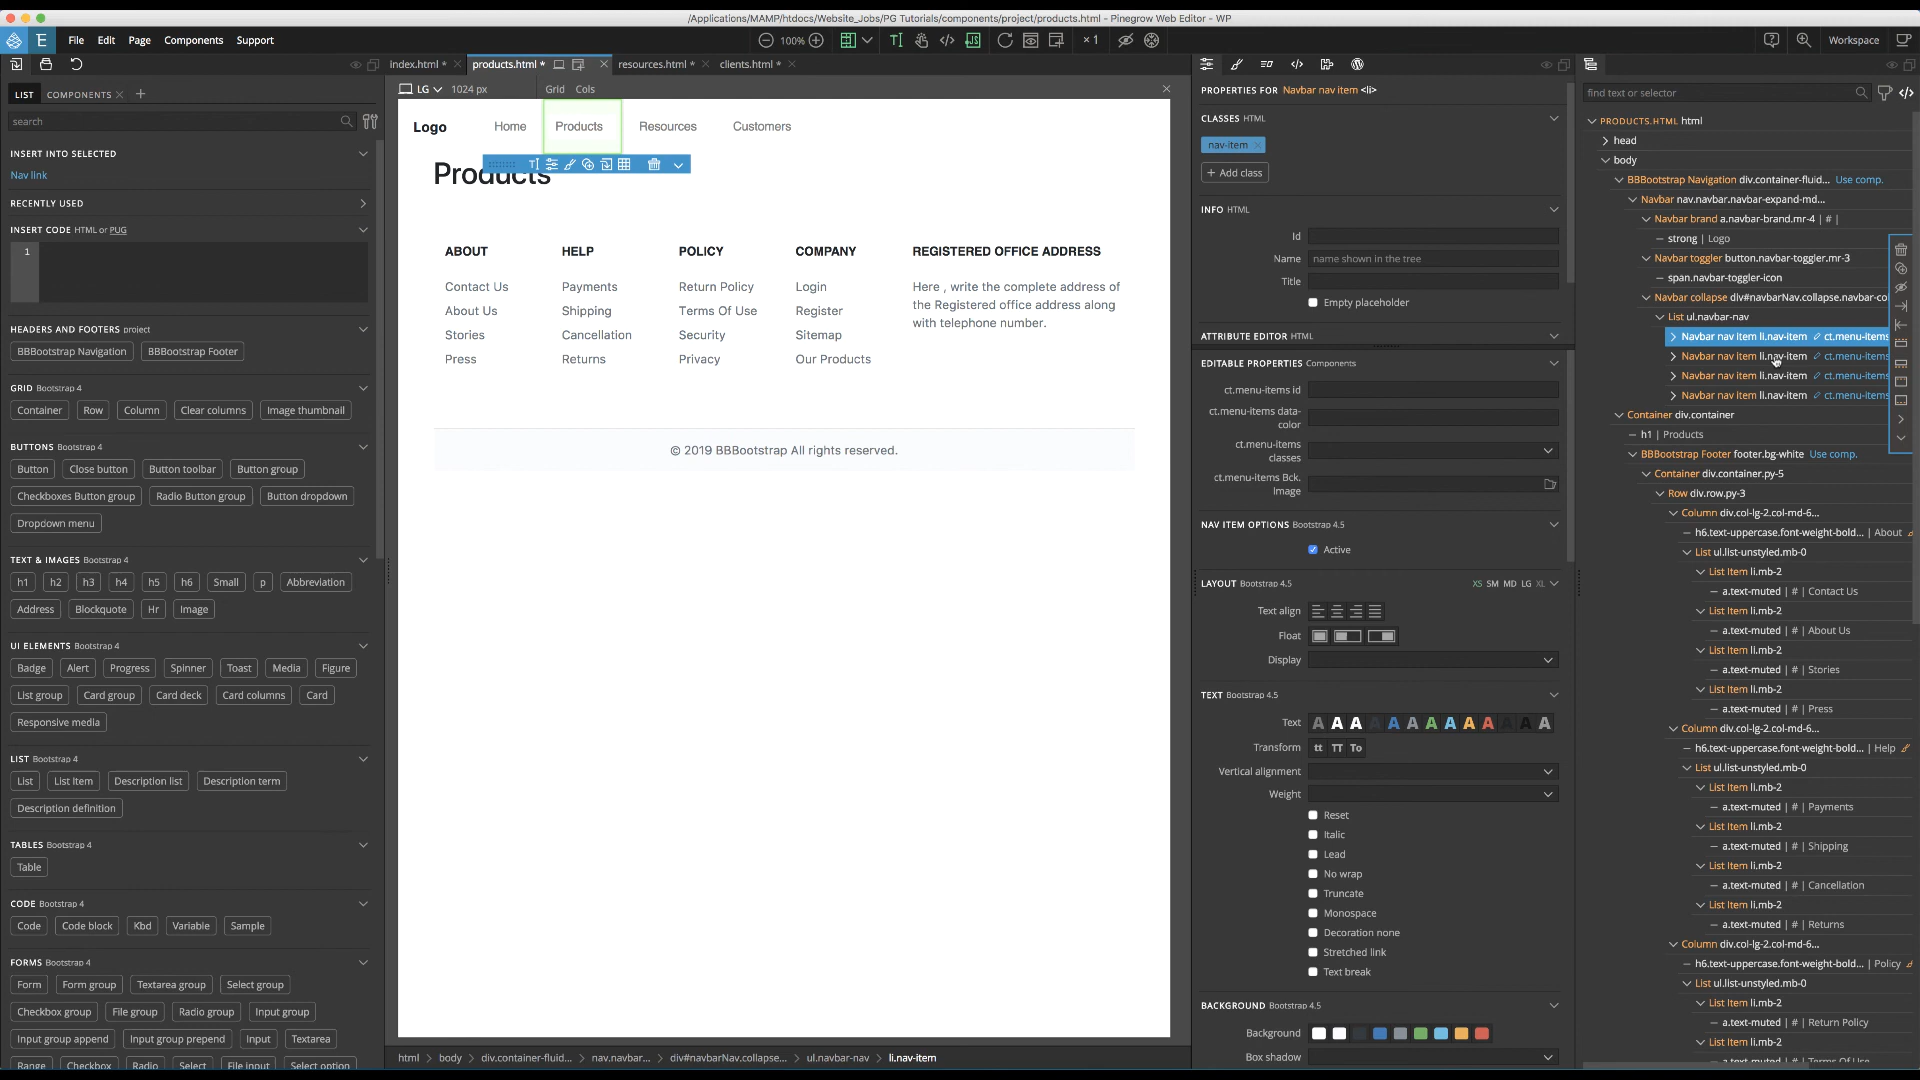 /Applications/MAMP/htdocs/Website_Jobs/PG Tutorials/components/project/products.html - Pinegrow Web Editor - WP
E File Edit Page Components Support
100% × 1 Workspace
index.html * products.html * resources.html * clients.html *
LIST COMPONENTS
search
INSERT INTO SELECTED
Nav link
RECENTLY USED
INSERT CODE HTML or PUG
1
HEADERS AND FOOTERS project
BBBootstrap Navigation BBBootstrap Footer
GRID Bootstrap 4
Container Row Column Clear columns Image thumbnail
BUTTONS Bootstrap 4
Button Close button Button toolbar Button group
Checkboxes Button group Radio Button group Button dropdown
Dropdown menu
TEXT & IMAGES Bootstrap 4
h1 h2 h3 h4 h5 h6 Small p Abbreviation
Address Blockquote Hr Image
UI ELEMENTS Bootstrap 4
Badge Alert Progress Spinner Toast Media Figure
List group Card group Card deck Card columns Card
Responsive media
LIST Bootstrap 4
List List Item Description list Description term
Description definition
TABLES Bootstrap 4
Table
CODE Bootstrap 4
Code Code block Kbd Variable Sample
FORMS Bootstrap 4
Form Form group Textarea group Select group
Checkbox group File group Radio group Input group
Input group append Input group prepend Input Textarea
Range Checkbox Radio Select File input Select option
LG 1024 px Grid Cols
Logo Home Products Resources Customers
Products
ABOUT HELP POLICY COMPANY REGISTERED OFFICE ADDRESS
Contact Us Payments Return Policy Login Here , write the complete address of
About Us Shipping Terms Of Use Register the Registered office address along
with telephone number.
Stories Cancellation Security Sitemap
Press Returns Privacy Our Products
© 2019 BBBootstrap All rights reserved.
html body div.container-fluid... nav.navbar... div#navbarNav.collapse... ul.navbar-nav li.nav-item
PROPERTIES FOR Navbar nav item <li>
CLASSES HTML
nav-item
+ Add class
INFO HTML
Id
Name name shown in the tree
Title
Empty placeholder
ATTRIBUTE EDITOR HTML
EDITABLE PROPERTIES Components
ct.menu-items id
ct.menu-items data-
color
ct.menu-items
classes
ct.menu-items Bck.
Image
NAV ITEM OPTIONS Bootstrap 4.5
Active
LAYOUT Bootstrap 4.5 XS SM MD LG XL
Text align
Float
Display
TEXT Bootstrap 4.5
Text A A A A A A A A A A A A A
Transform tt TT To
Vertical alignment
Weight
Reset
Italic
Lead
No wrap
Truncate
Monospace
Decoration none
Stretched link
Text break
BACKGROUND Bootstrap 4.5
Background
Box shadow
find text or selector
PRODUCTS.HTML html
head
body
BBBootstrap Navigation div.container-fluid... Use comp.
Navbar nav.navbar.navbar-expand-md...
Navbar brand a.navbar-brand.mr-4 | # |
strong | Logo
Navbar toggler button.navbar-toggler.mr-3
span.navbar-toggler-icon
Navbar collapse div#navbarNav.collapse.navbar-co
List ul.navbar-nav
Navbar nav item li.nav-item ct.menu-items
Navbar nav item li.nav-item ct.menu-items
Navbar nav item li.nav-item ct.menu-items
Navbar nav item li.nav-item ct.menu-items
Container div.container
h1 | Products
BBBootstrap Footer footer.bg-white Use comp.
Container div.container.py-5
Row div.row.py-3
Column div.col-lg-2.col-md-6...
h6.text-uppercase.font-weight-bold... | About
List ul.list-unstyled.mb-0
List Item li.mb-2
a.text-muted | # | Contact Us
List Item li.mb-2
a.text-muted | # | About Us
List Item li.mb-2
a.text-muted | # | Stories
List Item li.mb-2
a.text-muted | # | Press
Column div.col-lg-2.col-md-6...
h6.text-uppercase.font-weight-bold... | Help
List ul.list-unstyled.mb-0
List Item li.mb-2
a.text-muted | # | Payments
List Item li.mb-2
a.text-muted | # | Shipping
List Item li.mb-2
a.text-muted | # | Cancellation
List Item li.mb-2
a.text-muted | # | Returns
Column div.col-lg-2.col-md-6...
h6.text-uppercase.font-weight-bold... | Policy
List ul.list-unstyled.mb-0
List Item li.mb-2
a.text-muted | # | Return Policy
List Item li.mb-2
a.text-muted | # | Terms Of Use